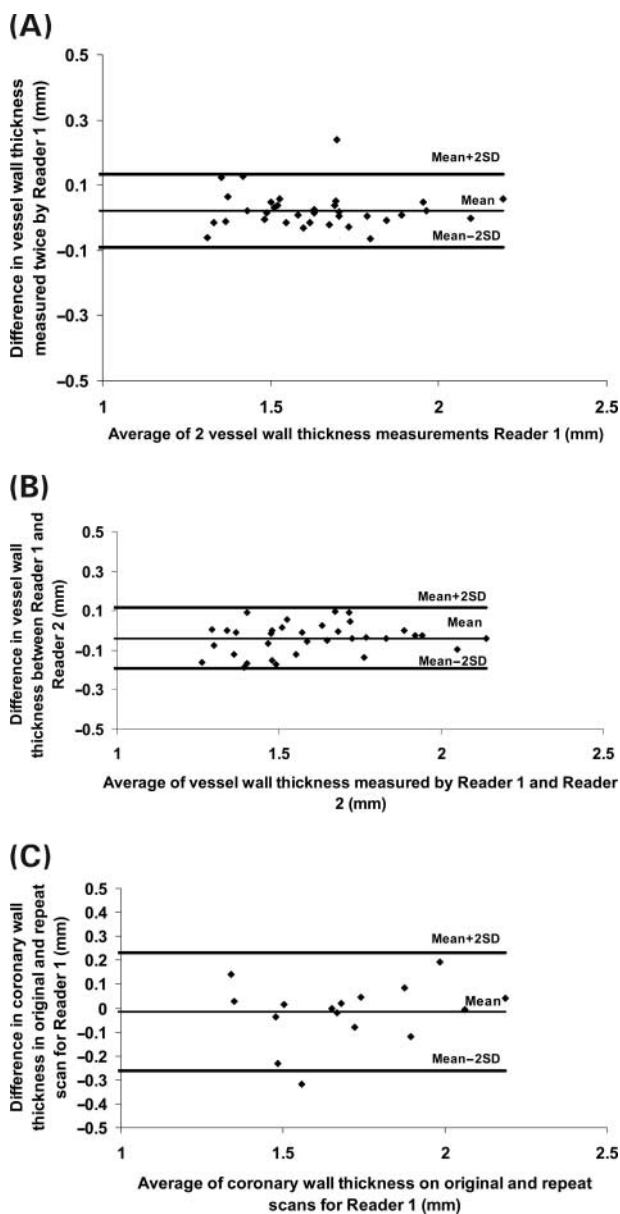 (A)
Difference in vessel wall thickness
measured twice by Reader 1 (mm)
0.5
0.3
0.1
−0.1
−0.3
−0.5
Mean+2SD
Mean
Mean−2SD
1
1.5
2
2.5
Average of 2 vessel wall thickness measurements Reader 1 (mm)
(B)
Difference in vessel wall
thickness between Reader 1 and
Reader 2 (mm)
0.5
0.3
0.1
−0.1
−0.3
−0.5
Mean+2SD
Mean
Mean−2SD
1
1.5
2
2.5
Average of vessel wall thickness measured by Reader 1 and Reader
2 (mm)
(C)
Difference in coronary wall
thickness in original and repeat
scan for Reader 1 (mm)
0.5
0.4
0.3
0.2
0.1
0
−0.1
−0.2
−0.3
−0.4
−0.5
Mean+2SD
Mean
Mean−2SD
1
1.5
2
2.5
Average of coronary wall thickness on original and repeat
scans for Reader 1 (mm)